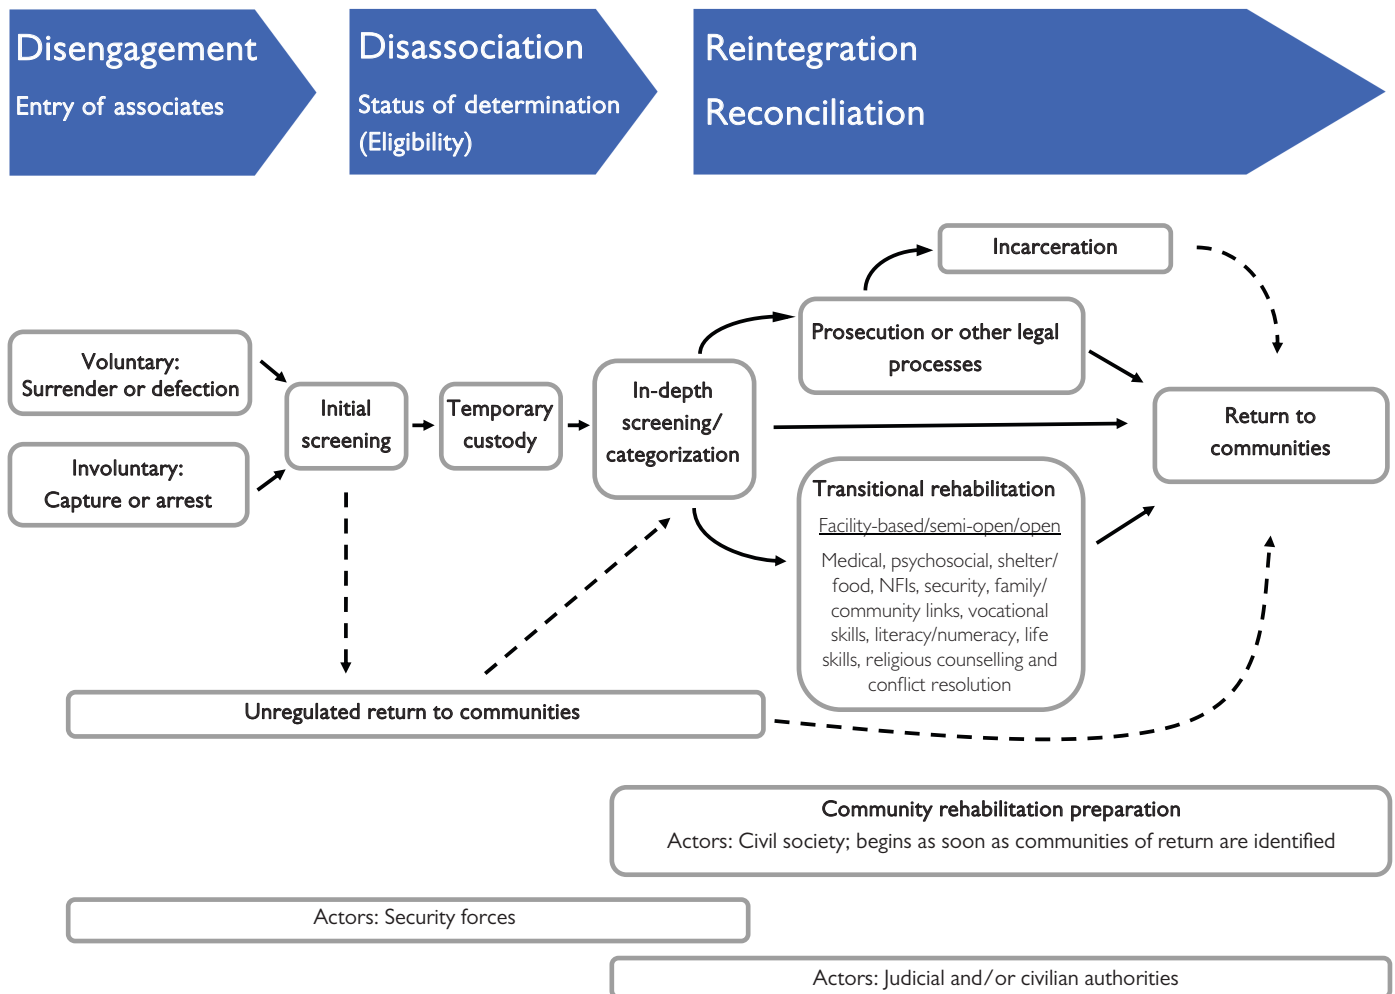 Disengagement
Entry of associates
Disassociation
Status of determination
(Eligibility)
Reintegration
Reconciliation
Incarceration
Prosecution or other legal
processes
Voluntary:
Surrender or defection
Involuntary:
Capture or arrest
Initial
screening
Temporary
custody
In-depth
screening/
categorization
Return to
communities
Transitional rehabilitation
Facility-based/semi-open/open
Medical, psychosocial, shelter/
food, NFIs, security, family/
community links, vocational
skills, literacy/numeracy, life
skills, religious counselling and
conflict resolution
Unregulated return to communities
Community rehabilitation preparation
Actors: Civil society; begins as soon as communities of return are identified
Actors: Security forces
Actors: Judicial and/or civilian authorities